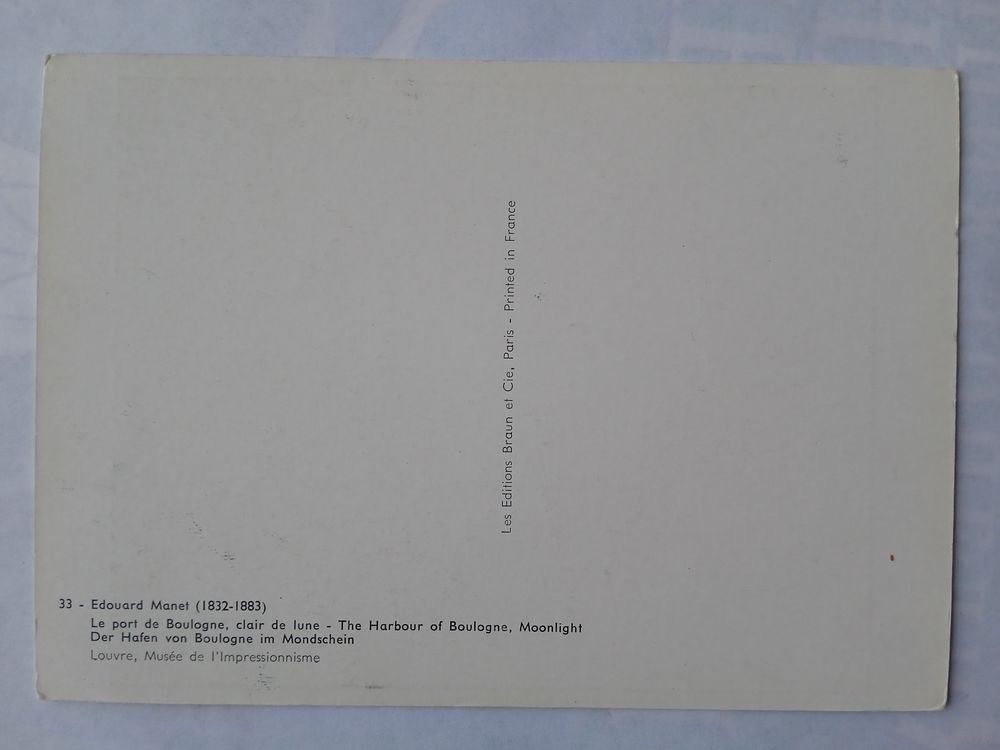 Les Editions Braun et Cie, Paris - Printed in France
33 - Edouard Manet (1832-1883)
Le port de Boulogne, clair de lune - The Harbour of Boulogne, Moonlight
Der Hafen von Boulogne im Mondschein
Louvre, Musée de l'Impressionnisme